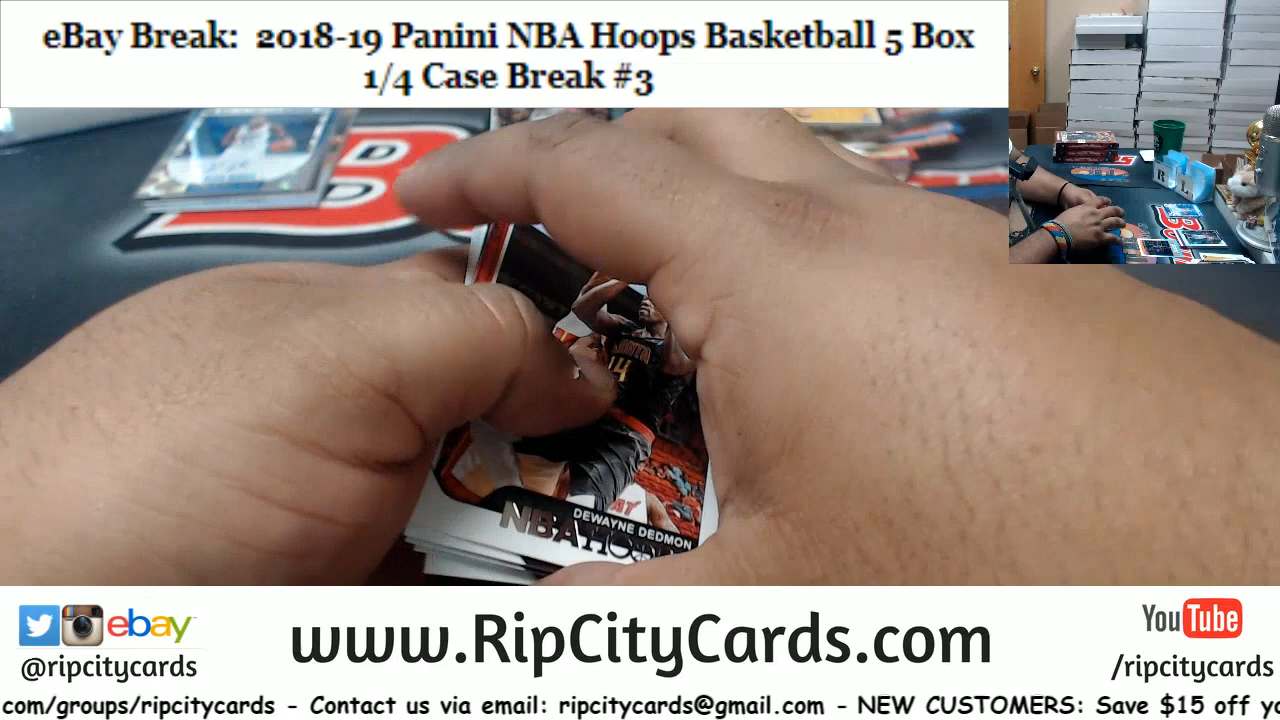 eBay Break: 2018-19 Panini NBA Hoops Basketball 5 Box
1/4 Case Break #3
14
DEWAYNE DEDMON
NBA HOOPS
ebay
@ripcitycards
www.RipCityCards.com
YouTube
/ripcitycards
com/groups/ripcitycards - Contact us via email: ripcitycards@gmail.com - NEW CUSTOMERS: Save $15 off yo